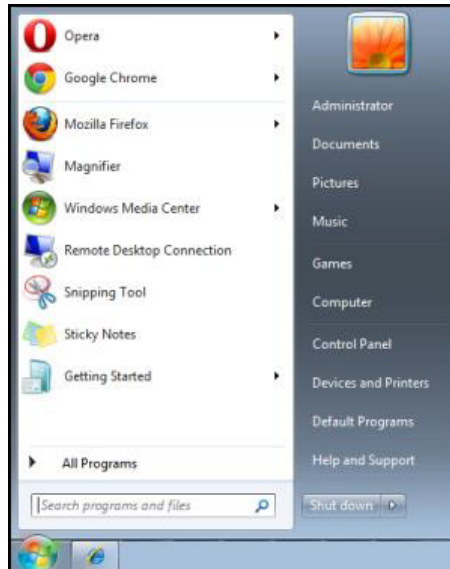 Opera
Google Chrome
Mozilla Firefox
Magnifier
Windows Media Center
Remote Desktop Connection
Snipping Tool
Sticky Notes
Getting Started
All Programs
Search programs and files
Administrator
Documents
Pictures
Music
Games
Computer
Control Panel
Devices and Printers
Default Programs
Help and Support
Shut down